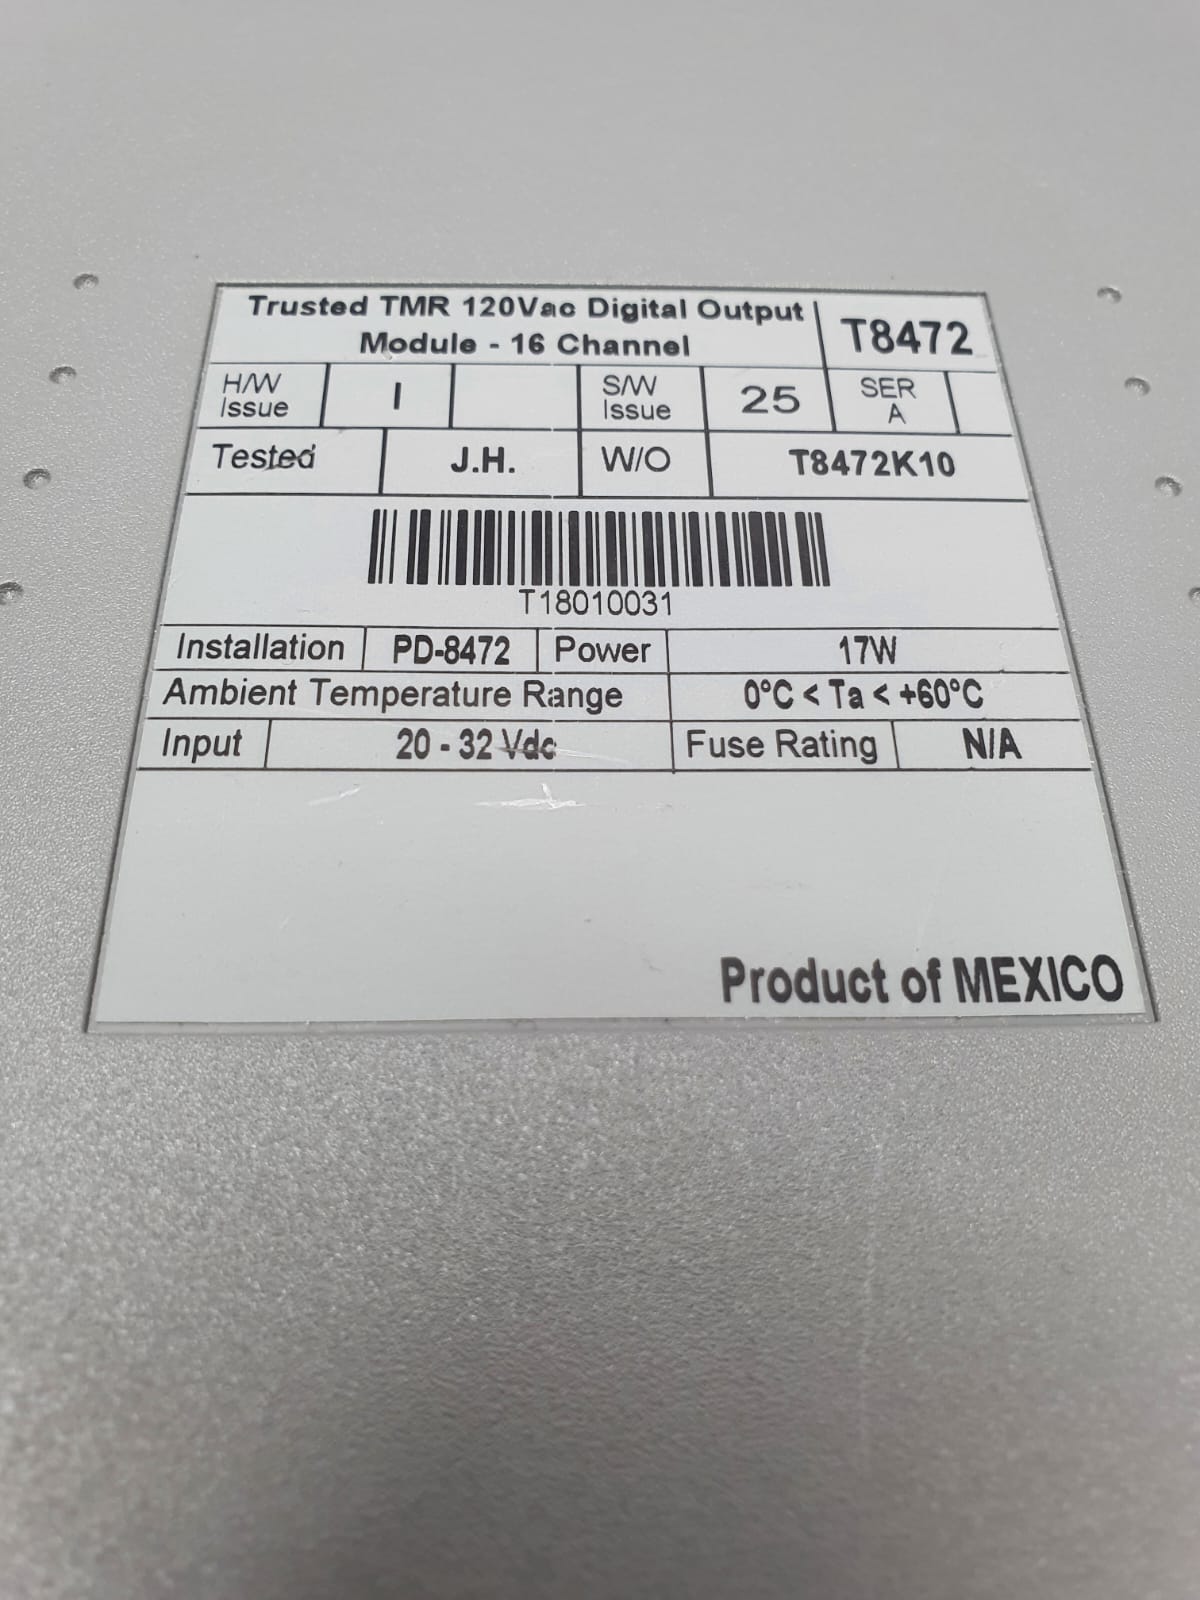 Trusted TMR 120Vac Digital Output
Module - 16 Channel
T8472
H/W
Issue
I
S/W
Issue
25
SER
A
Tested
J.H.
W/O
T8472K10
T18010031
Installation
PD-8472
Power
17W
Ambient Temperature Range
0°C < Ta < +60°C
Input
20 - 32 Vdc
Fuse Rating
N/A
Product of MEXICO